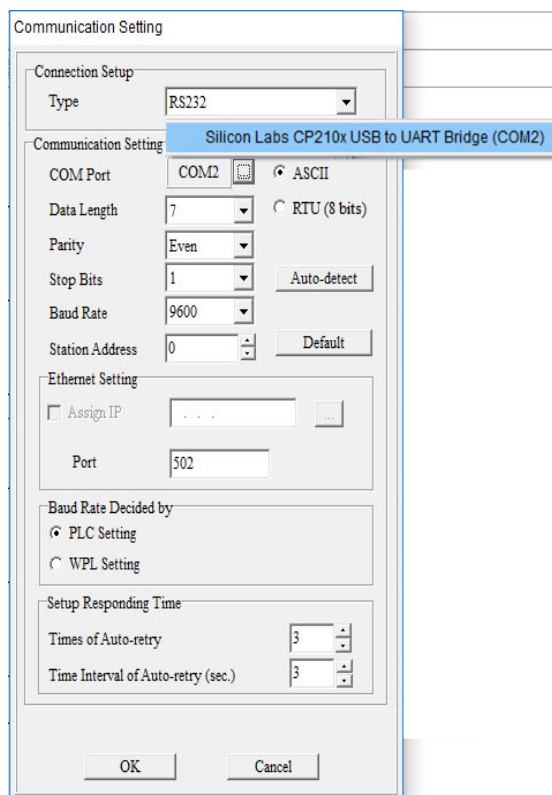 Communication Setting
Connection Setup
Type RS232
Silicon Labs CP210x USB to UART Bridge (COM2)
Communication Setting
COM Port COM2 ASCII
Data Length 7 RTU (8 bits)
Parity Even
Stop Bits 1 Auto-detect
Baud Rate 9600
Station Address 0 Default
Ethernet Setting
Assign IP . . . ...
Port 502
Baud Rate Decided by
PLC Setting
WPL Setting
Setup Responding Time
Times of Auto-retry 3
Time Interval of Auto-retry (sec.) 3
OK Cancel